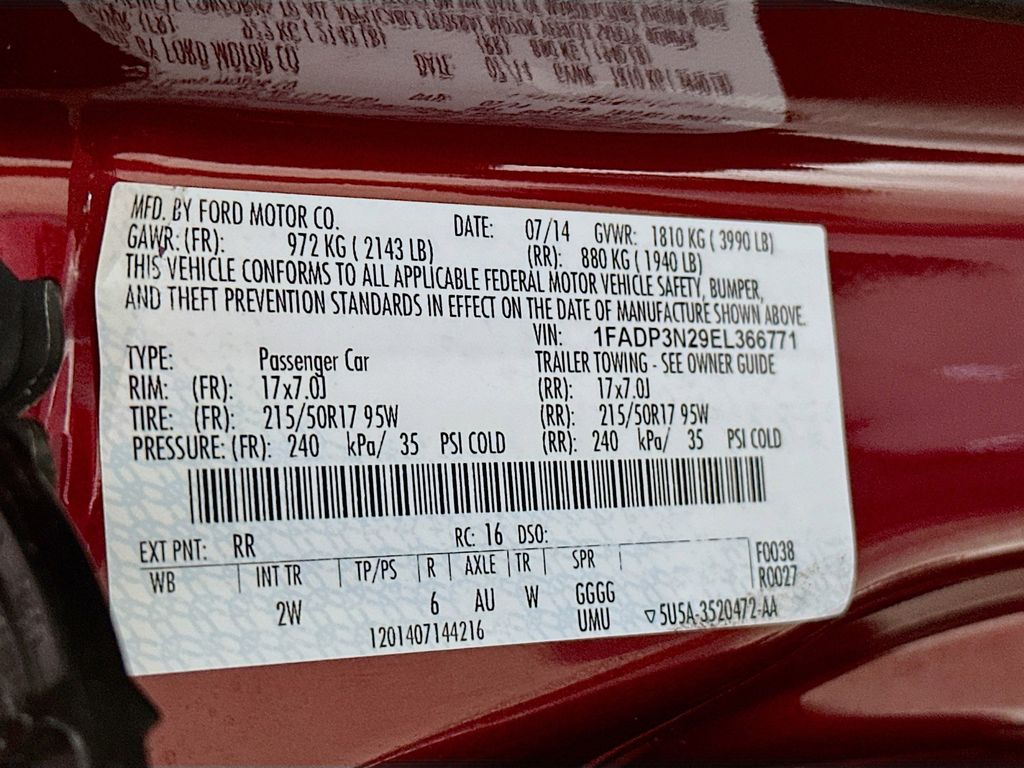 MFD. BY FORD MOTOR CO. DATE: 07/14 GVWR: 1810 KG ( 3990 LB)
GAWR: (FR): 972 KG ( 2143 LB) (RR): 880 KG ( 1940 LB)
THIS VEHICLE CONFORMS TO ALL APPLICABLE FEDERAL MOTOR VEHICLE SAFETY, BUMPER,
AND THEFT PREVENTION STANDARDS IN EFFECT ON THE DATE OF MANUFACTURE SHOWN ABOVE.
VIN: 1FADP3N29EL366771
TYPE: Passenger Car TRAILER TOWING - SEE OWNER GUIDE
RIM: (FR): 17x7.0J (RR): 17x7.0J
TIRE: (FR): 215/50R17 95W (RR): 215/50R17 95W
PRESSURE: (FR): 240 kPa/ 35 PSI COLD (RR): 240 kPa/ 35 PSI COLD
EXT PNT: RR RC: 16 DSO:
WB INT TR TP/PS R AXLE TR SPR F0038
R0027
2W 6 AU W GGGG
UMU
1201407144216 ▽5U5A-3520472-AA